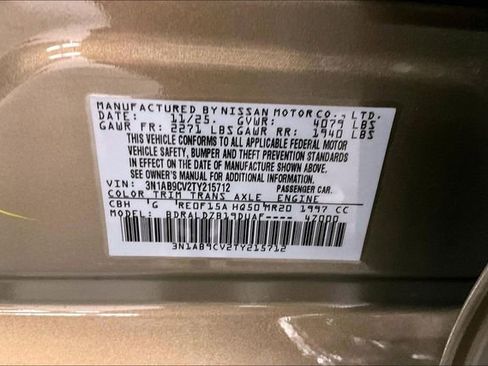 MANUFACTURED BY NISSAN MOTOR CO., LTD.
DATE: 11/25. GVWR: 4079 LBS
GAWR FR: 2271 LBS GAWR RR: 1940 LBS
THIS VEHICLE CONFORMS TO ALL APPLICABLE FEDERAL MOTOR
VEHICLE SAFETY, BUMPER AND THEFT PREVENTION STANDARDS
IN EFFECT ON THE DATE OF MANUFACTURE SHOWN ABOVE.
SEE OWNER'S MANUAL FOR ADDITIONAL INFORMATION.
VIN: 3N1AB9CV2TY215712 PASSENGER CAR.
COLOR TRIM TRANS AXLE ENGINE
CBH G RE0F15A HQ50 MR20 1997 CC
MODEL: BDRALDZB19DUAF---- 4Z000
3N1AB9CV2TY215712